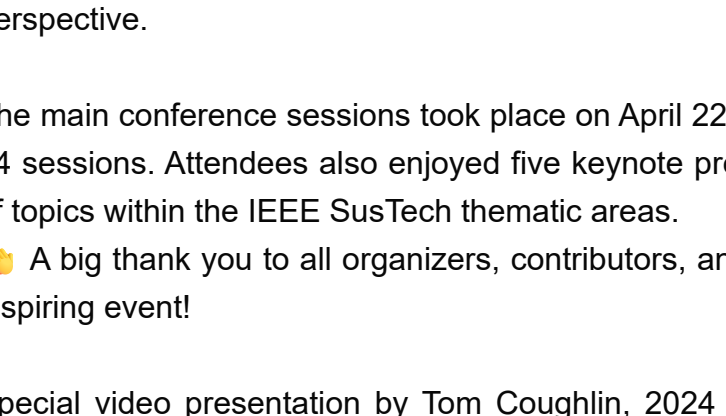 erspective.
he main conference sessions took place on April 22
4 sessions. Attendees also enjoyed five keynote pr
f topics within the IEEE SusTech thematic areas.
A big thank you to all organizers, contributors, an
spiring event!
pecial video presentation by Tom Coughlin, 2024